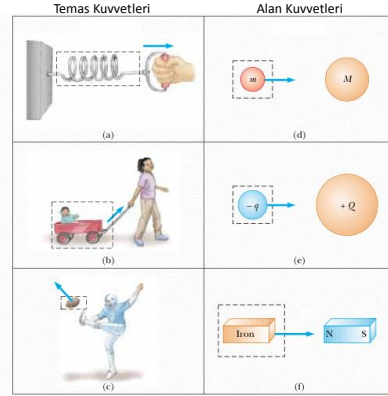 Temas Kuvvetleri
Alan Kuvvetleri
(a)
m
M
(d)
(b)
– q
+ Q
(e)
(c)
Iron
N S
(f)